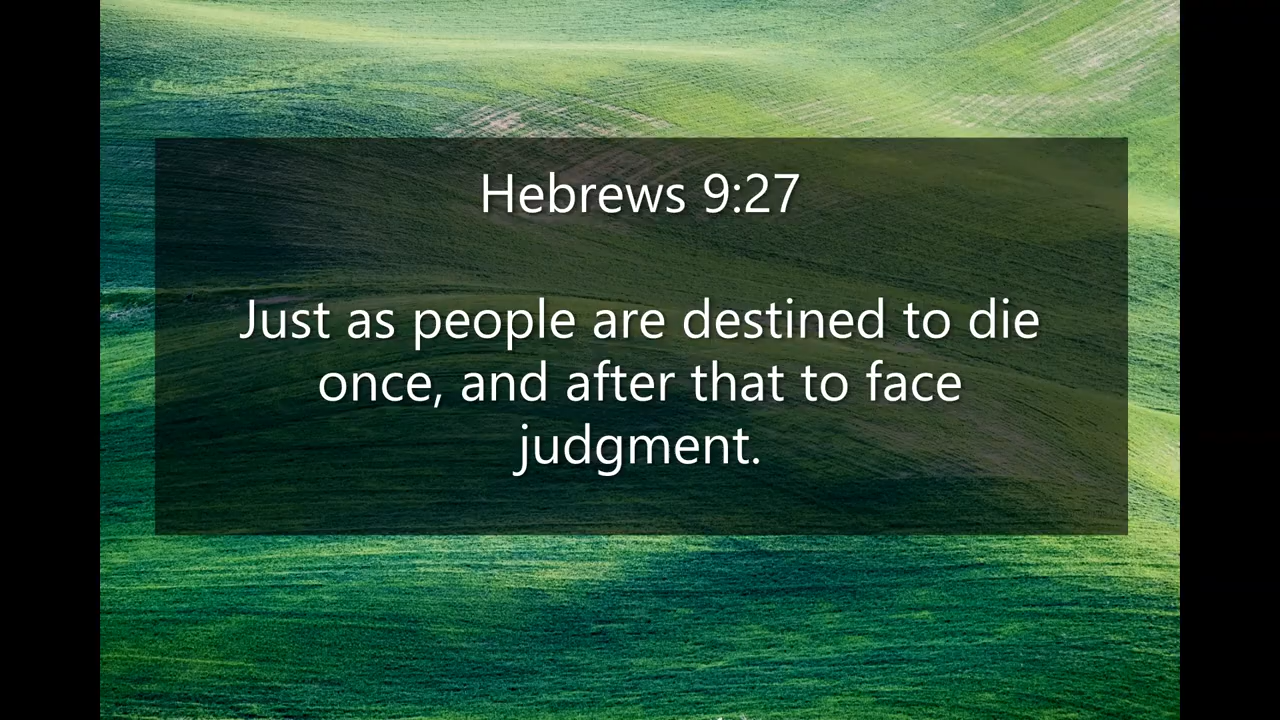 Hebrews 9:27
Just as people are destined to die
once, and after that to face
judgment.